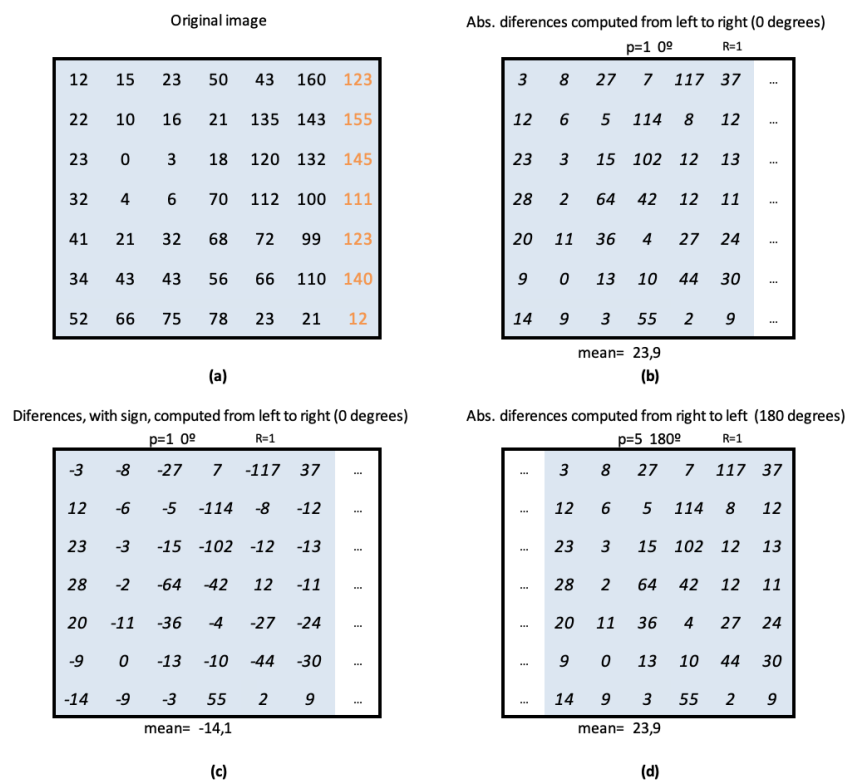 Original image
12 15 23 50 43 160 123
22 10 16 21 135 143 155
23 0 3 18 120 132 145
32 4 6 70 112 100 111
41 21 32 68 72 99 123
34 43 43 56 66 110 140
52 66 75 78 23 21 12
(a)
Abs. diferences computed from left to right (0 degrees)
p=1 0º R=1
3 8 27 7 117 37 ...
12 6 5 114 8 12 ...
23 3 15 102 12 13 ...
28 2 64 42 12 11 ...
20 11 36 4 27 24 ...
9 0 13 10 44 30 ...
14 9 3 55 2 9 ...
mean= 23,9
(b)
Diferences, with sign, computed from left to right (0 degrees)
p=1 0º R=1
-3 -8 -27 7 -117 37 ...
12 -6 -5 -114 -8 -12 ...
23 -3 -15 -102 -12 -13 ...
28 -2 -64 -42 12 -11 ...
20 -11 -36 -4 -27 -24 ...
-9 0 -13 -10 -44 -30 ...
-14 -9 -3 55 2 9 ...
mean= -14,1
(c)
Abs. diferences computed from right to left (180 degrees)
p=5 180º R=1
... 3 8 27 7 117 37
... 12 6 5 114 8 12
... 23 3 15 102 12 13
... 28 2 64 42 12 11
... 20 11 36 4 27 24
... 9 0 13 10 44 30
... 14 9 3 55 2 9
mean= 23,9
(d)